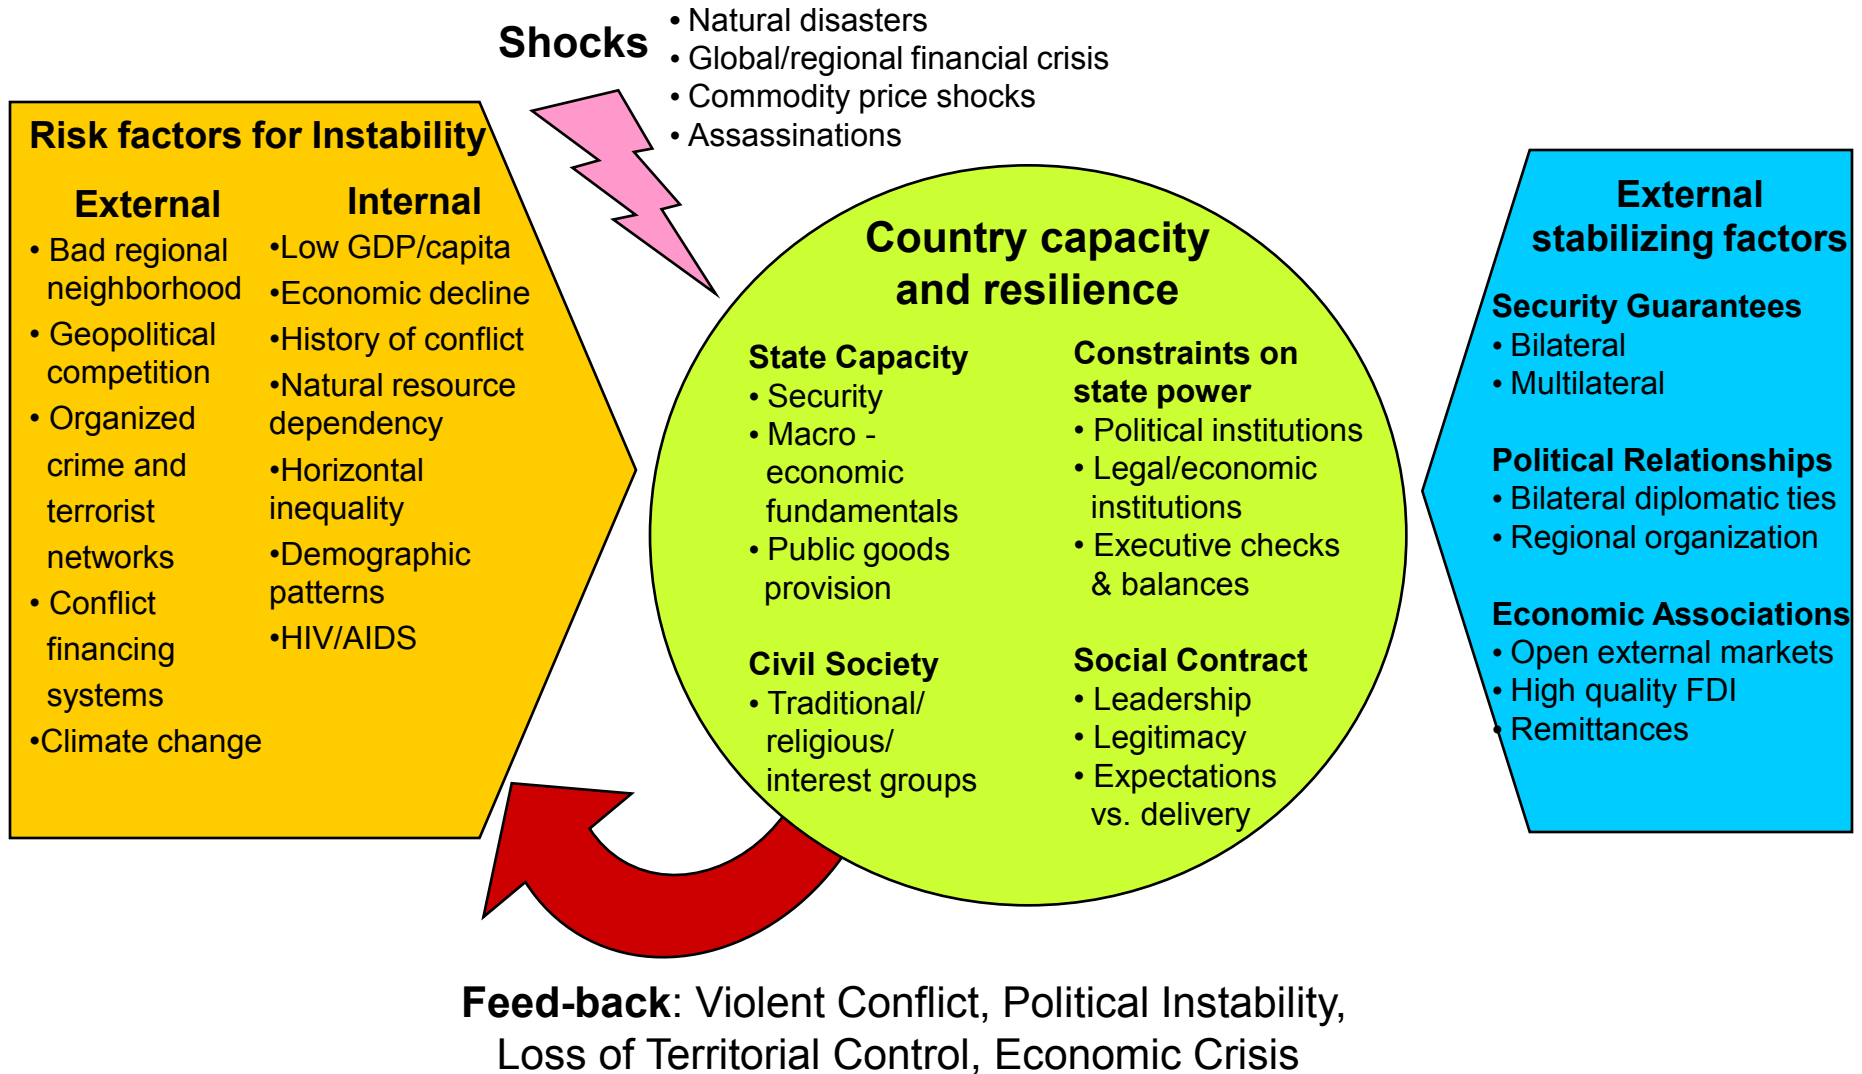 Shocks
• Natural disasters
• Global/regional financial crisis
• Commodity price shocks
• Assassinations
Risk factors for Instability
External
• Bad regional
neighborhood
• Geopolitical
competition
• Organized
crime and
terrorist
networks
• Conflict
financing
systems
•Climate change
Internal
•Low GDP/capita
•Economic decline
•History of conflict
•Natural resource
dependency
•Horizontal
inequality
•Demographic
patterns
•HIV/AIDS
Country capacity
and resilience
State Capacity
• Security
• Macro -
economic
fundamentals
• Public goods
provision
Constraints on
state power
• Political institutions
• Legal/economic
institutions
• Executive checks
& balances
Civil Society
• Traditional/
religious/
interest groups
Social Contract
• Leadership
• Legitimacy
• Expectations
vs. delivery
External
stabilizing factors
Security Guarantees
• Bilateral
• Multilateral
Political Relationships
• Bilateral diplomatic ties
• Regional organization
Economic Associations
• Open external markets
• High quality FDI
• Remittances
Feed-back: Violent Conflict, Political Instability,
Loss of Territorial Control, Economic Crisis